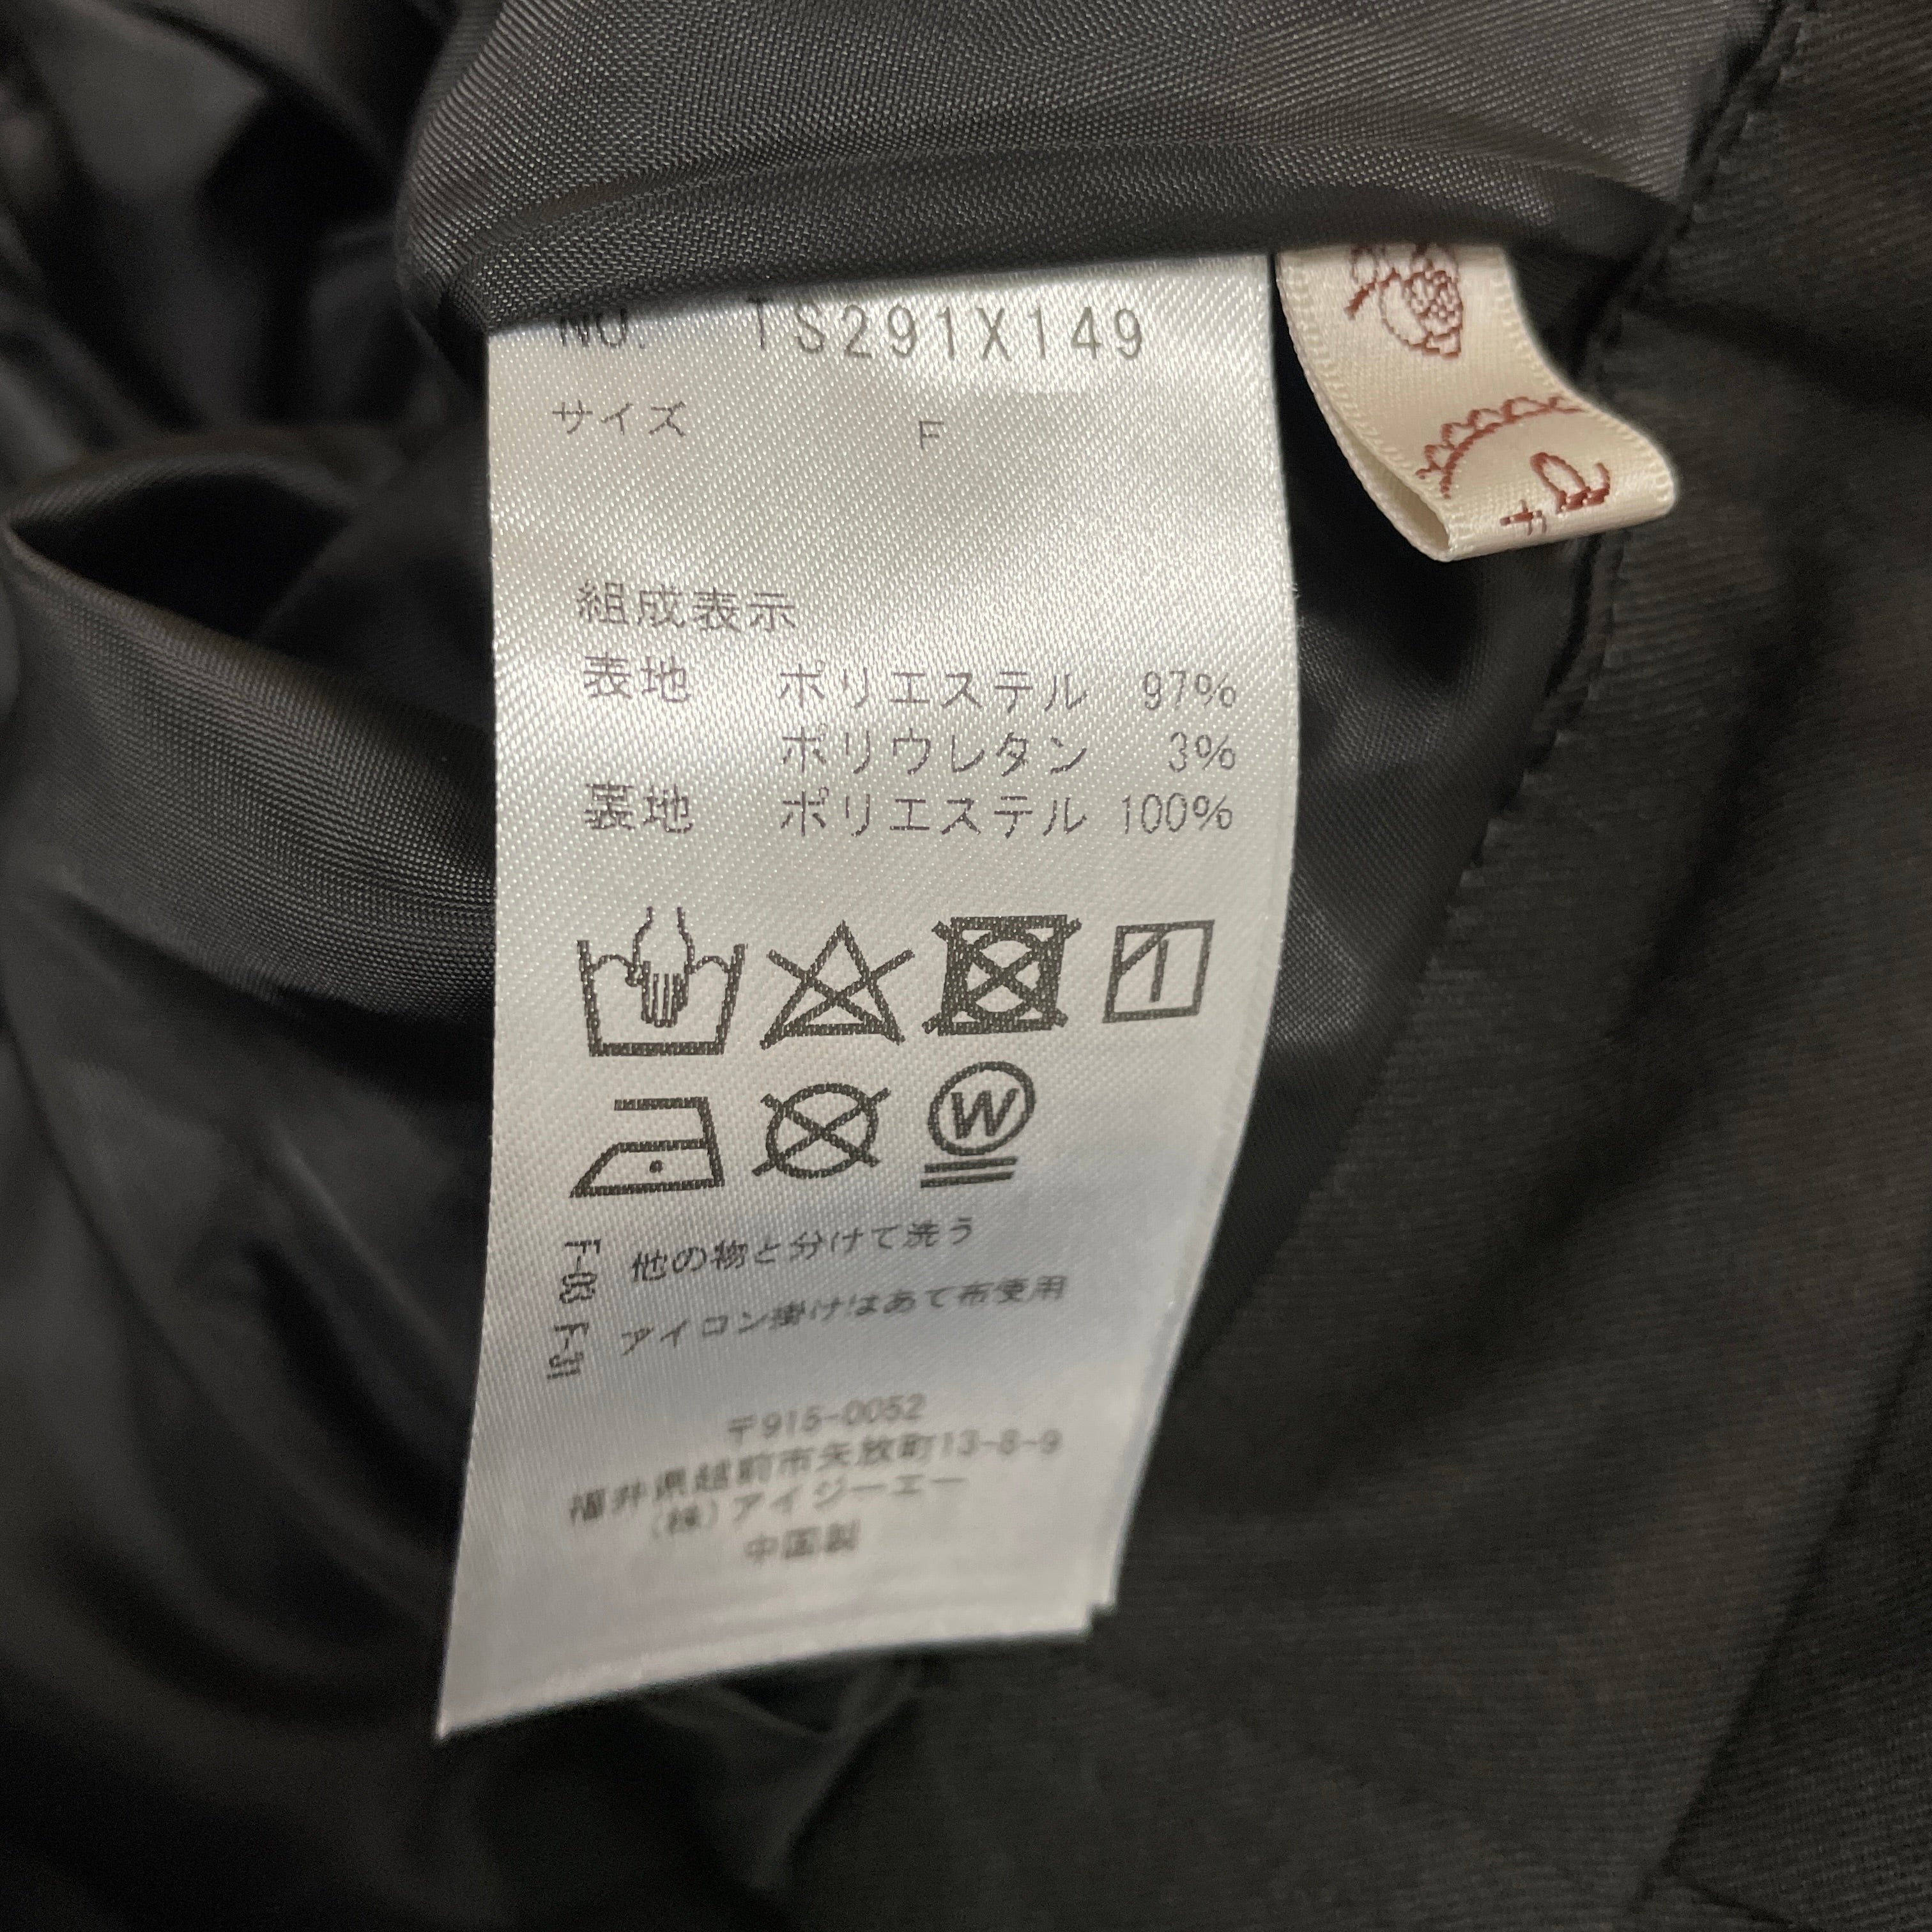 NO. TS291X149
サイズ F
組成表示
表地 ポリエステル 97%
ポリウレタン 3%
裏地 ポリエステル 100%
W
F-03 他の物と分けて洗う
F-31 アイロン掛けはあて布使用
〒915-0052
福井県越前市矢放町13-8-9
(株)アイジーエー
中国製